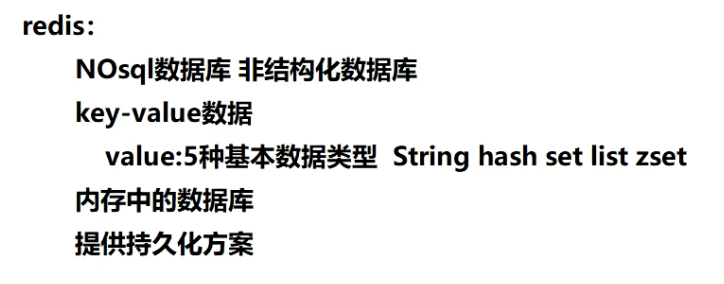 redis：
NOsql数据库 非结构化数据库
key-value数据
value:5种基本数据类型  String hash set list zset
内存中的数据库
提供持久化方案